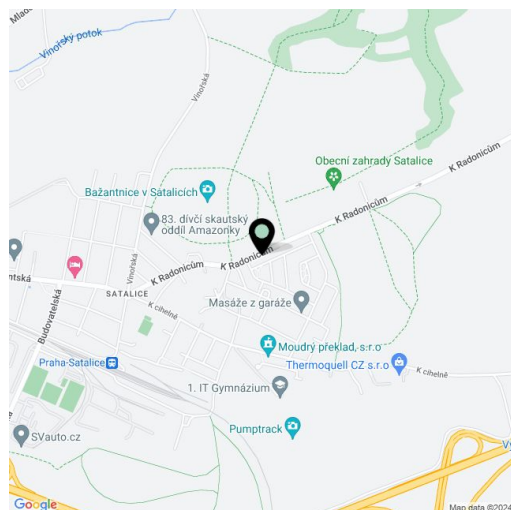 Mlado
Vinořský potok
Vinořská
Obecní zahrady Satalice
K Radonicům
Bažantnice v Satalicích
K Radonicům
83. dívčí skautský
oddíl Amazonky
K Radonicům
K Radonicům
Vinořská
ntská
SATALICE
Masáže z garáže
K cihelně
Budovatelská
Moudrý překlad, s.r.o
Praha-Satalice
Thermoquell CZ s.r.o
K cihelně
1. IT Gymnázium
Pumptrack
SVauto.cz
Google
Map data ©2024